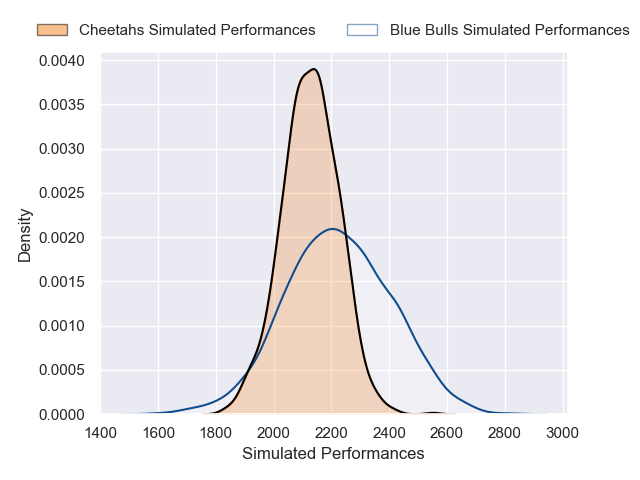 Cheetahs Simulated Performances Blue Bulls Simulated Performances
0.0040
0.0035
0.0030
0.0025
0.0020
0.0015
0.0010
0.0005
0.0000
Density
1400 1600 1800 2000 2200 2400 2600 2800 3000
Simulated Performances